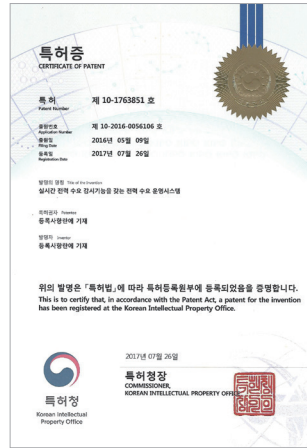 특허증
CERTIFICATE OF PATENT
특 허 제 10-1763851 호
Patent Number
출원번호 제 10-2016-0056106 호
Application Number
출원일 2016년 05월 09일
Filing Date
등록일 2017년 07월 26일
Registration Date
발명의 명칭 Title of the Invention
실시간 전력 수요 감시기능을 갖는 전력 수요 운영시스템
특허권자 Patentee
등록사항란에 기재
발명자 Inventor
등록사항란에 기재
위의 발명은 「특허법」에 따라 특허등록원부에 등록되었음을 증명합니다.
This is to certify that, in accordance with the Patent Act, a patent for the invention
has been registered at the Korean Intellectual Property Office.
2017년 07월 26일
특허청장
COMMISSIONER,
KOREAN INTELLECTUAL PROPERTY OFFICE
특허청
Korean Intellectual
Property Office